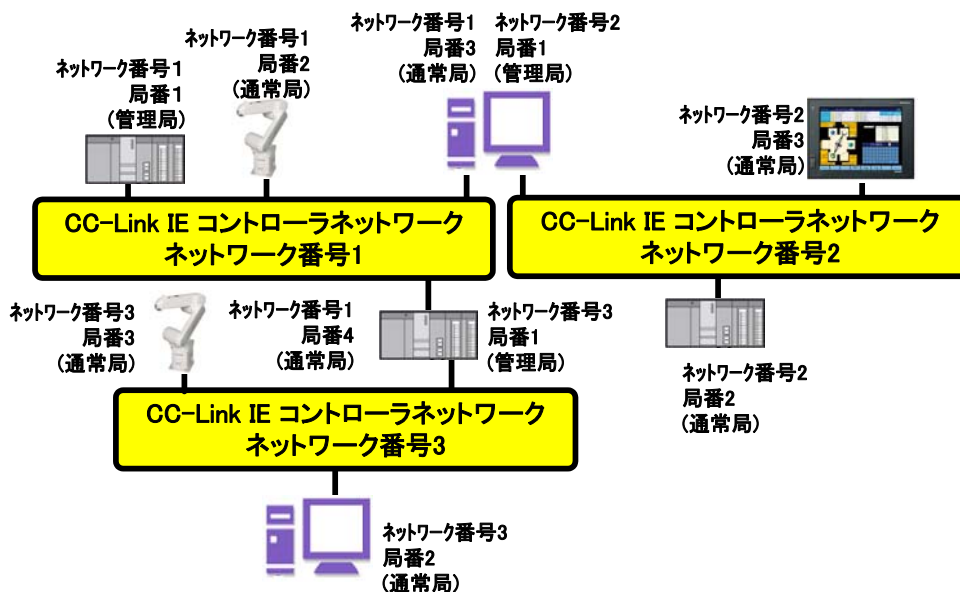 ネットワーク番号1
局番1
(管理局)
ネットワーク番号1
局番2
(通常局)
ネットワーク番号1
局番3
(通常局)
ネットワーク番号2
局番1
(管理局)
ネットワーク番号2
局番3
(通常局)
CC-Link IE コントローラネットワーク
ネットワーク番号1
CC-Link IE コントローラネットワーク
ネットワーク番号2
ネットワーク番号3
局番3
(通常局)
ネットワーク番号1
局番4
(通常局)
ネットワーク番号3
局番1
(管理局)
ネットワーク番号2
局番2
(通常局)
CC-Link IE コントローラネットワーク
ネットワーク番号3
ネットワーク番号3
局番2
(通常局)